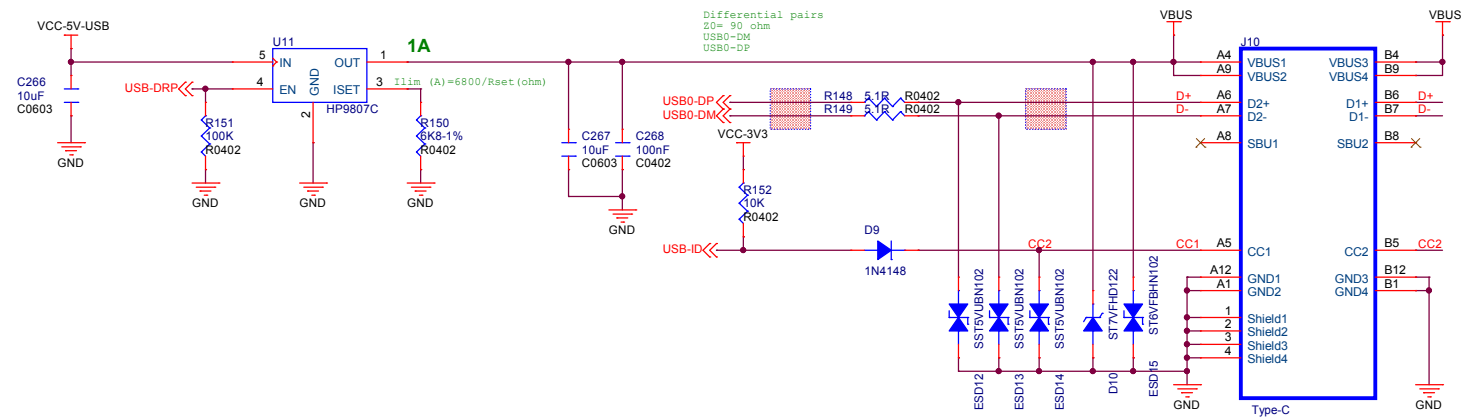 Differential pairs
Z0= 90 ohm
USB0-DM
USB0-DP
VCC-5V-USB
U11
1A
VBUS
VBUS
J10
5
IN
OUT
1
4
EN
GND
ISET
3
2
HP9807C
USB-DRP
Ilim (A)=6800/Rset(ohm)
C266
10uF
C0603
GND
R151
100K
R0402
GND
GND
R150
6K8-1%
R0402
GND
C267
10uF
C0603
C268
100nF
C0402
GND
USB0-DP
R148
5.1R
R0402
USB0-DM
R149
5.1R
R0402
VCC-3V3
R152
10K
R0402
USB-ID
D9
1N4148
CC2
CC1
D+
D-
A4
VBUS1
A9
VBUS2
A6
D2+
A7
D2-
A8
SBU1
A5
CC1
A12
GND1
A1
GND2
1
Shield1
2
Shield2
3
Shield3
4
Shield4
VBUS3
B4
VBUS4
B9
D1+
B6
D+
D1-
B7
D-
SBU2
B8
CC2
B5
CC2
GND3
B12
GND4
B1
SST5VUBN102
SST5VUBN102
SST5VUBN102
ST7VFHD122
ST6VFBHN102
ESD12
ESD13
ESD14
D10
ESD15
GND
GND
Type-C